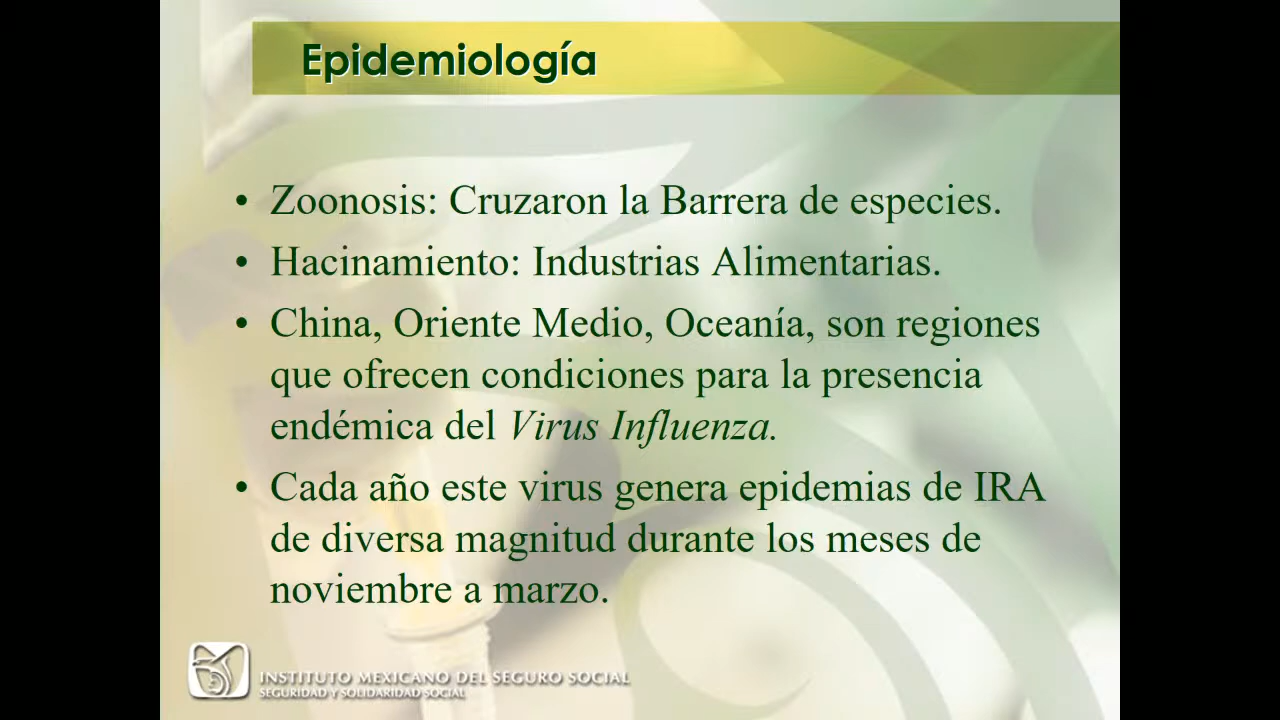 Epidemiología
• Zoonosis: Cruzaron la Barrera de especies.
• Hacinamiento: Industrias Alimentarias.
• China, Oriente Medio, Oceanía, son regiones
que ofrecen condiciones para la presencia
endémica del Virus Influenza.
• Cada año este virus genera epidemias de IRA
de diversa magnitud durante los meses de
noviembre a marzo.
INSTITUTO MEXICANO DEL SEGURO SOCIAL
SEGURIDAD Y SOLIDARIDAD SOCIAL